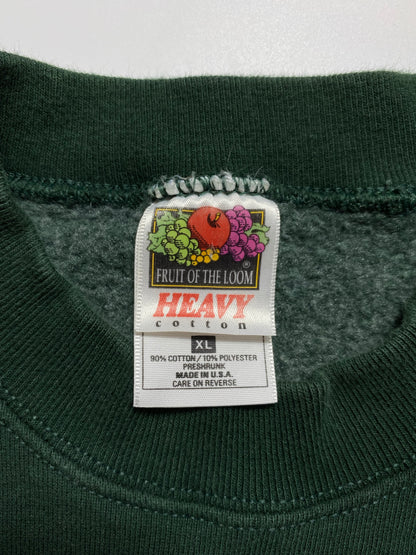 FRUIT OF THE LOOM
®
HEAVY
cotton
XL
90% COTTON / 10% POLYESTER
PRESHRUNK
MADE IN U.S.A.
CARE ON REVERSE